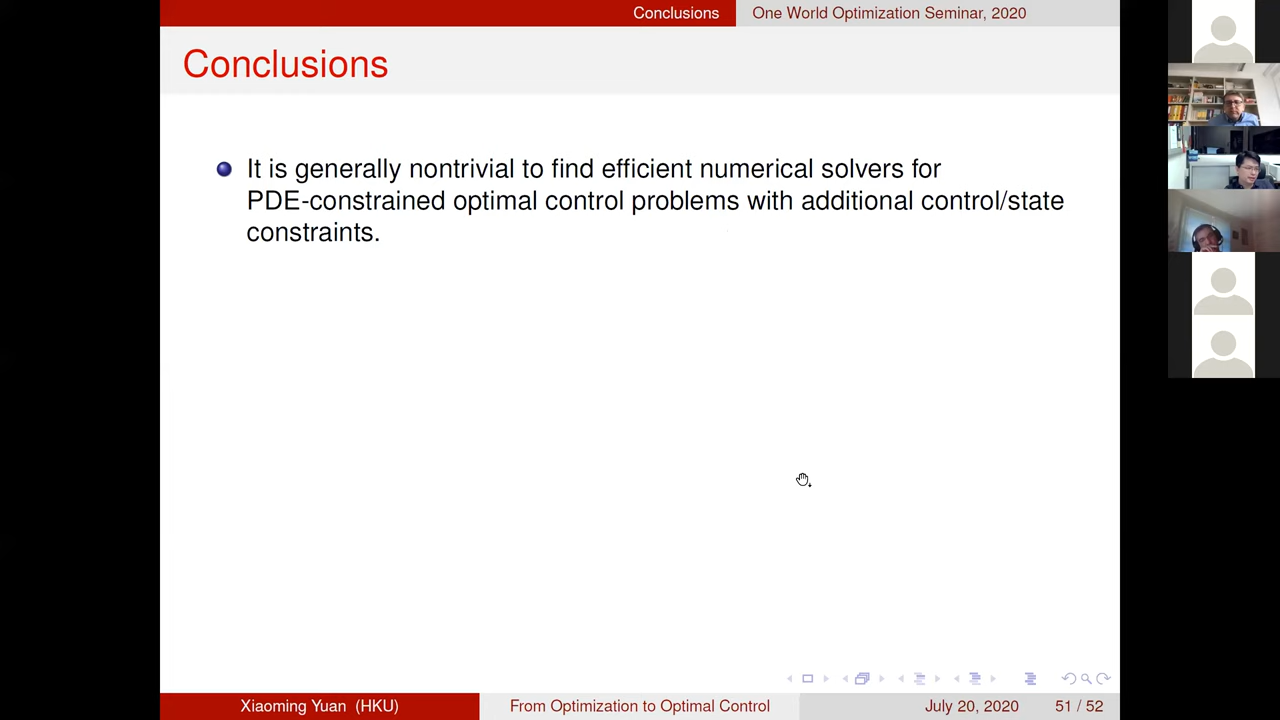 Conclusions
One World Optimization Seminar, 2020
Conclusions
It is generally nontrivial to find efficient numerical solvers for
PDE-constrained optimal control problems with additional control/state
constraints.
Xiaoming Yuan (HKU)
From Optimization to Optimal Control
July 20, 2020
51 / 52